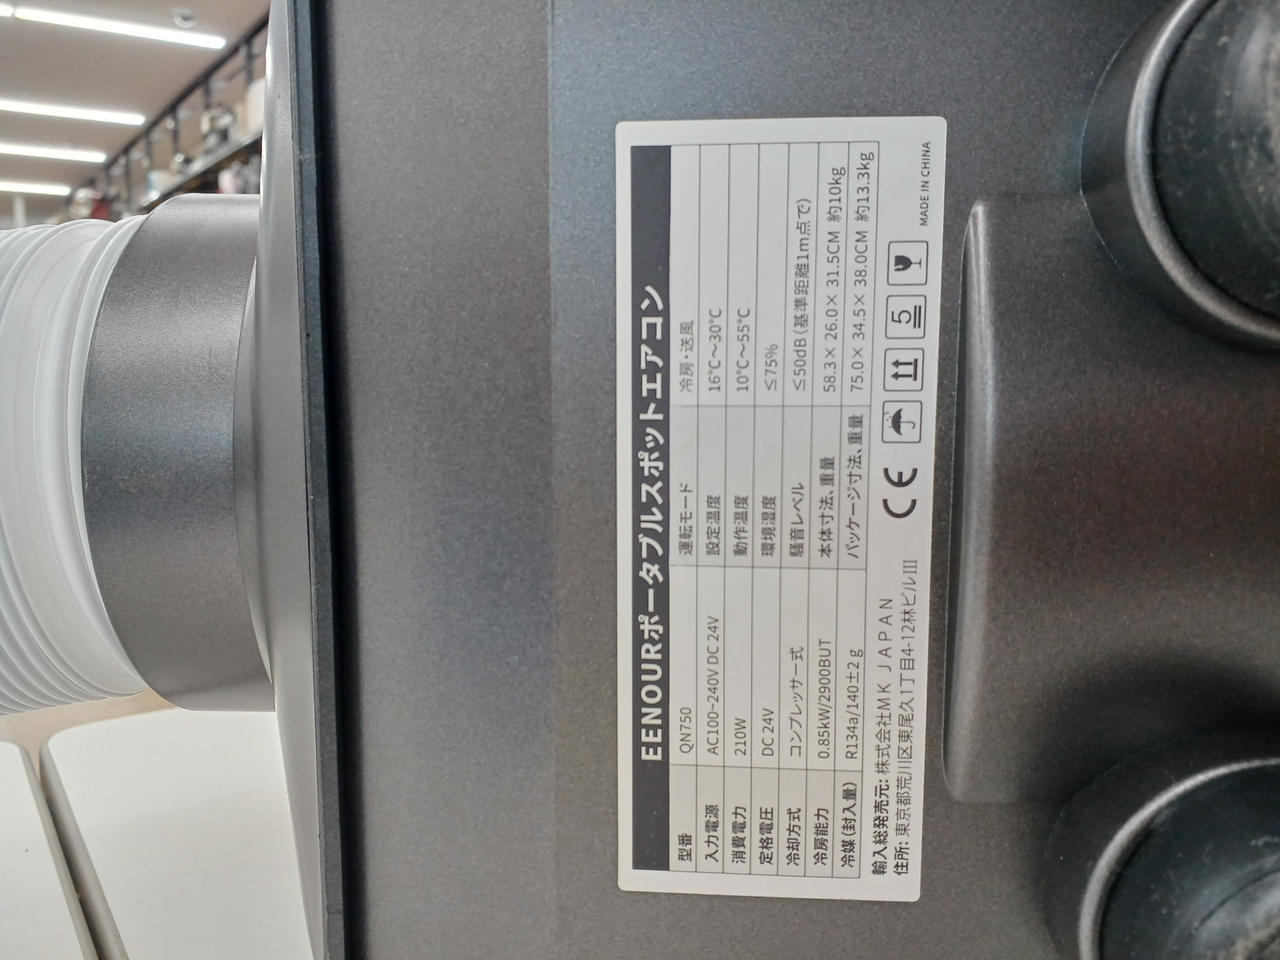 EENOURポータブルスポットエアコン
型番 QN750 運転モード 冷房・送風
入力電源 AC100~240V DC 24V 設定温度 16℃～30℃
消費電力 210W 動作温度 10℃～55℃
定格電圧 DC 24V 環境湿度 ≤75%
冷却方式 コンプレッサー式 騒音レベル ≤50dB(基準距離1m点で)
冷房能力 0.85kW/2900BUT 本体寸法、重量 58.3× 26.0× 31.5CM 約10kg
冷媒(封入量) R134a/140±2g パッケージ寸法、重量 75.0× 34.5× 38.0CM 約13.3kg
輸入総発売元: 株式会社MK JAPAN
住所: 東京都荒川区東尾久1丁目4-12林ビルIII
CE
5
MADE IN CHINA